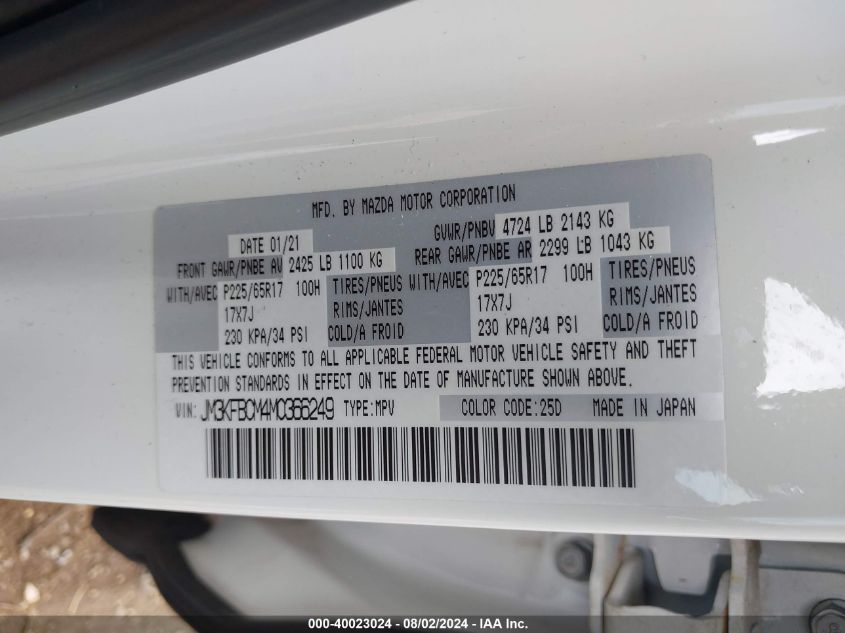 MFD. BY MAZDA MOTOR CORPORATION
DATE 01/21 GVWR/PNBV 4724 LB 2143 KG
FRONT GAWR/PNBE AV 2425 LB 1100 KG REAR GAWR/PNBE AR 2299 LB 1043 KG
WITH/AVEC P225/65R17 100H TIRES/PNEUS WITH/AVEC P225/65R17 100H TIRES/PNEUS
17X7J RIMS/JANTES 17X7J RIMS/JANTES
230 KPA/34 PSI COLD/A FROID 230 KPA/34 PSI COLD/A FROID
THIS VEHICLE CONFORMS TO ALL APPLICABLE FEDERAL MOTOR VEHICLE SAFETY AND THEFT
PREVENTION STANDARDS IN EFFECT ON THE DATE OF MANUFACTURE SHOWN ABOVE.
VIN: JM3KFBCM4M0366249 TYPE:MPV COLOR CODE:25D MADE IN JAPAN
000-40023024 - 08/02/2024 - IAA Inc.